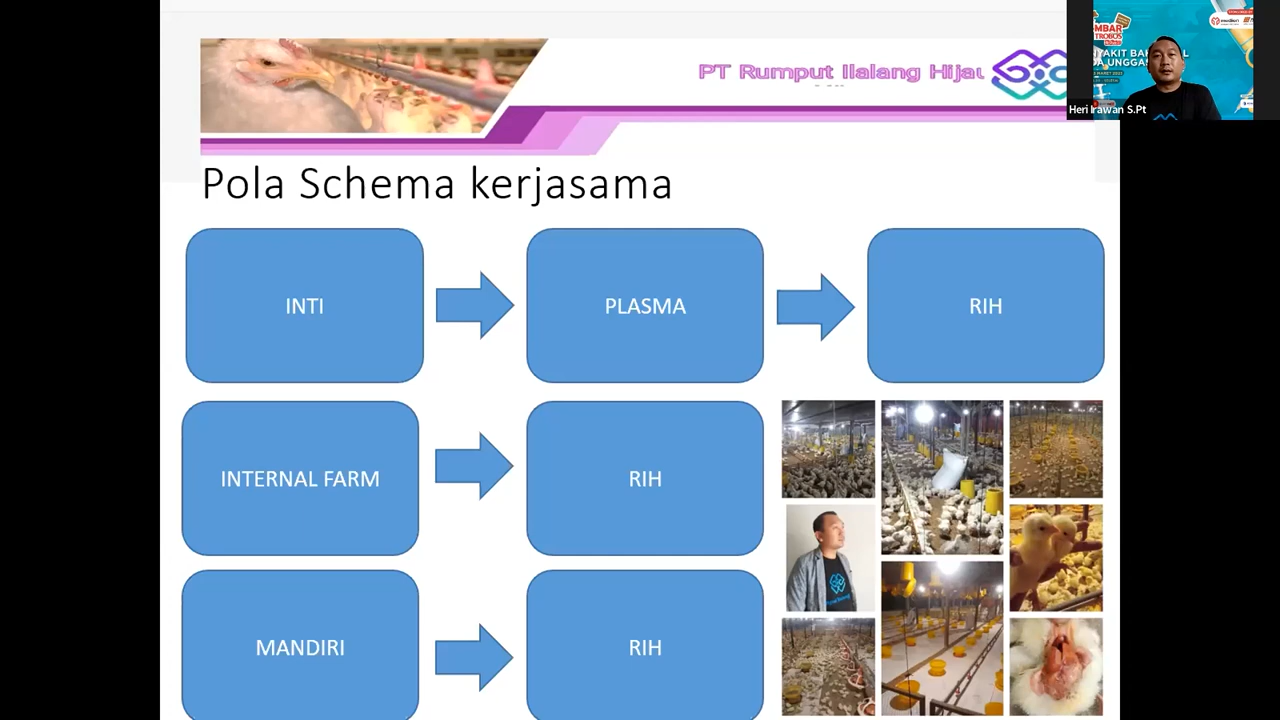 PT Rumput Ilalang Hijau
Heri Irawan S.Pt
Pola Schema kerjasama
INTI
PLASMA
RIH
INTERNAL FARM
RIH
MANDIRI
RIH